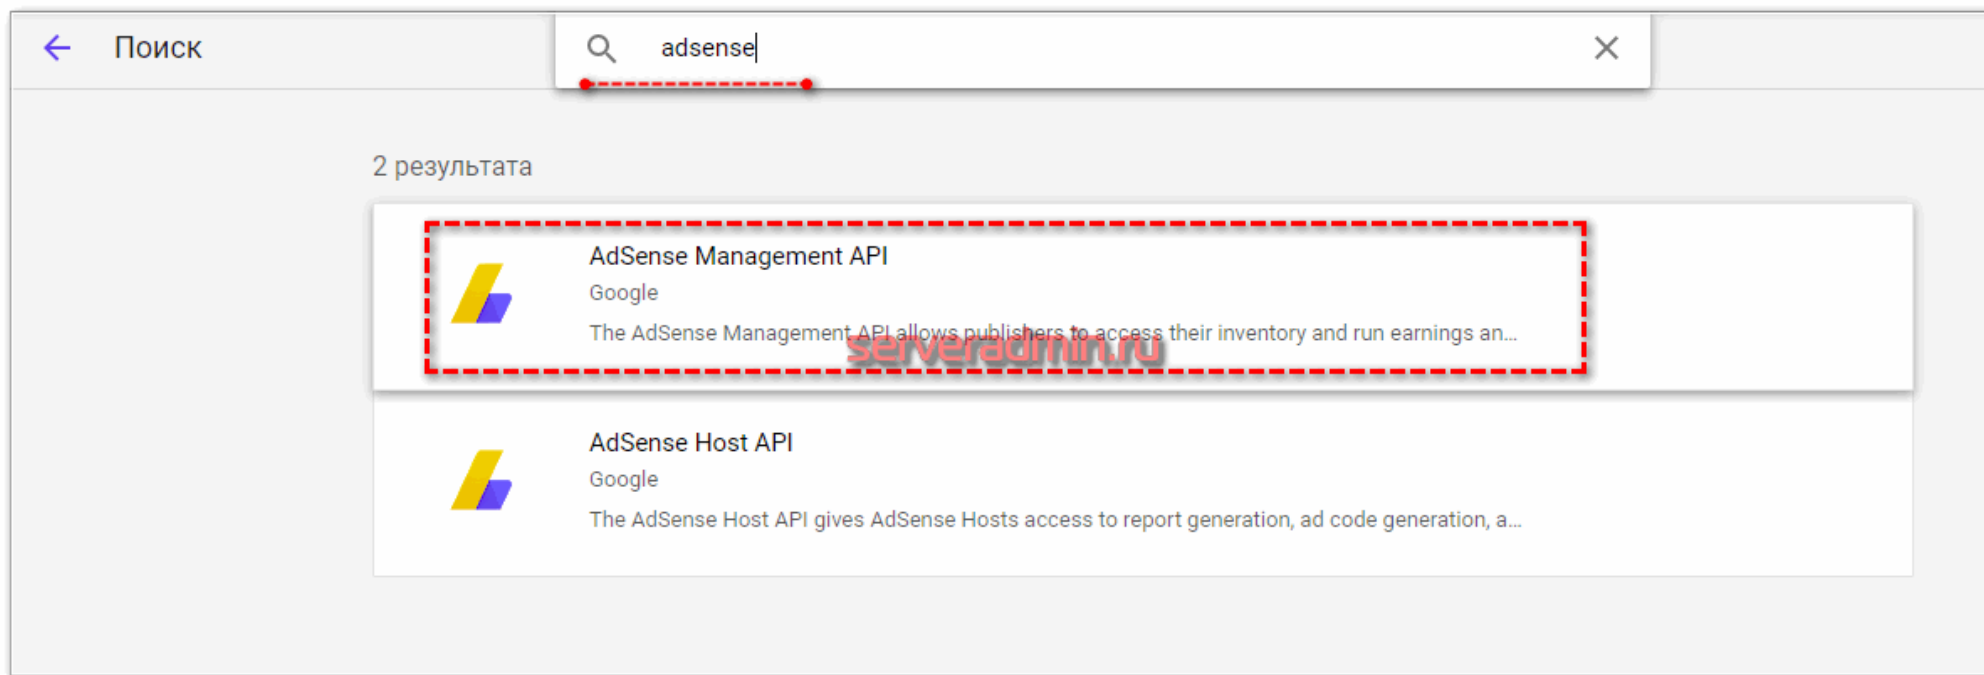 Поиск
adsense
2 результата
AdSense Management API
Google
The AdSense Management API allows publishers to access their inventory and run earnings an...
serveradmin.ru
AdSense Host API
Google
The AdSense Host API gives AdSense Hosts access to report generation, ad code generation, a...